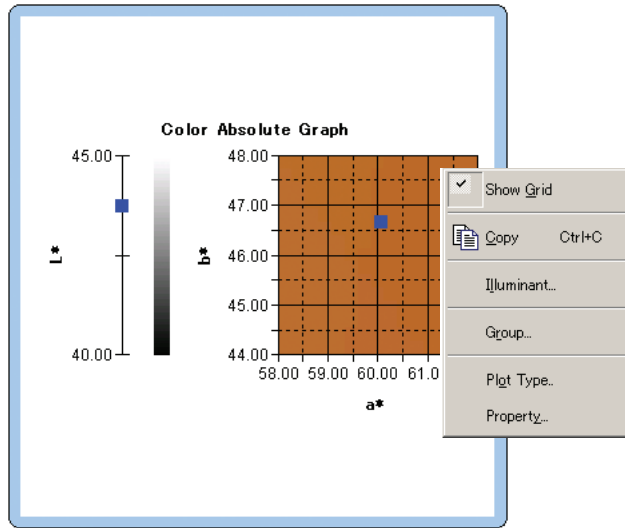 Color Absolute Graph
45.00
L*
40.00
48.00
47.00
46.00
45.00
44.00
b*
58.00 59.00 60.00 61.0
a*
Show Grid
Copy Ctrl+C
Illuminant...
Group...
Plot Type..
Property...